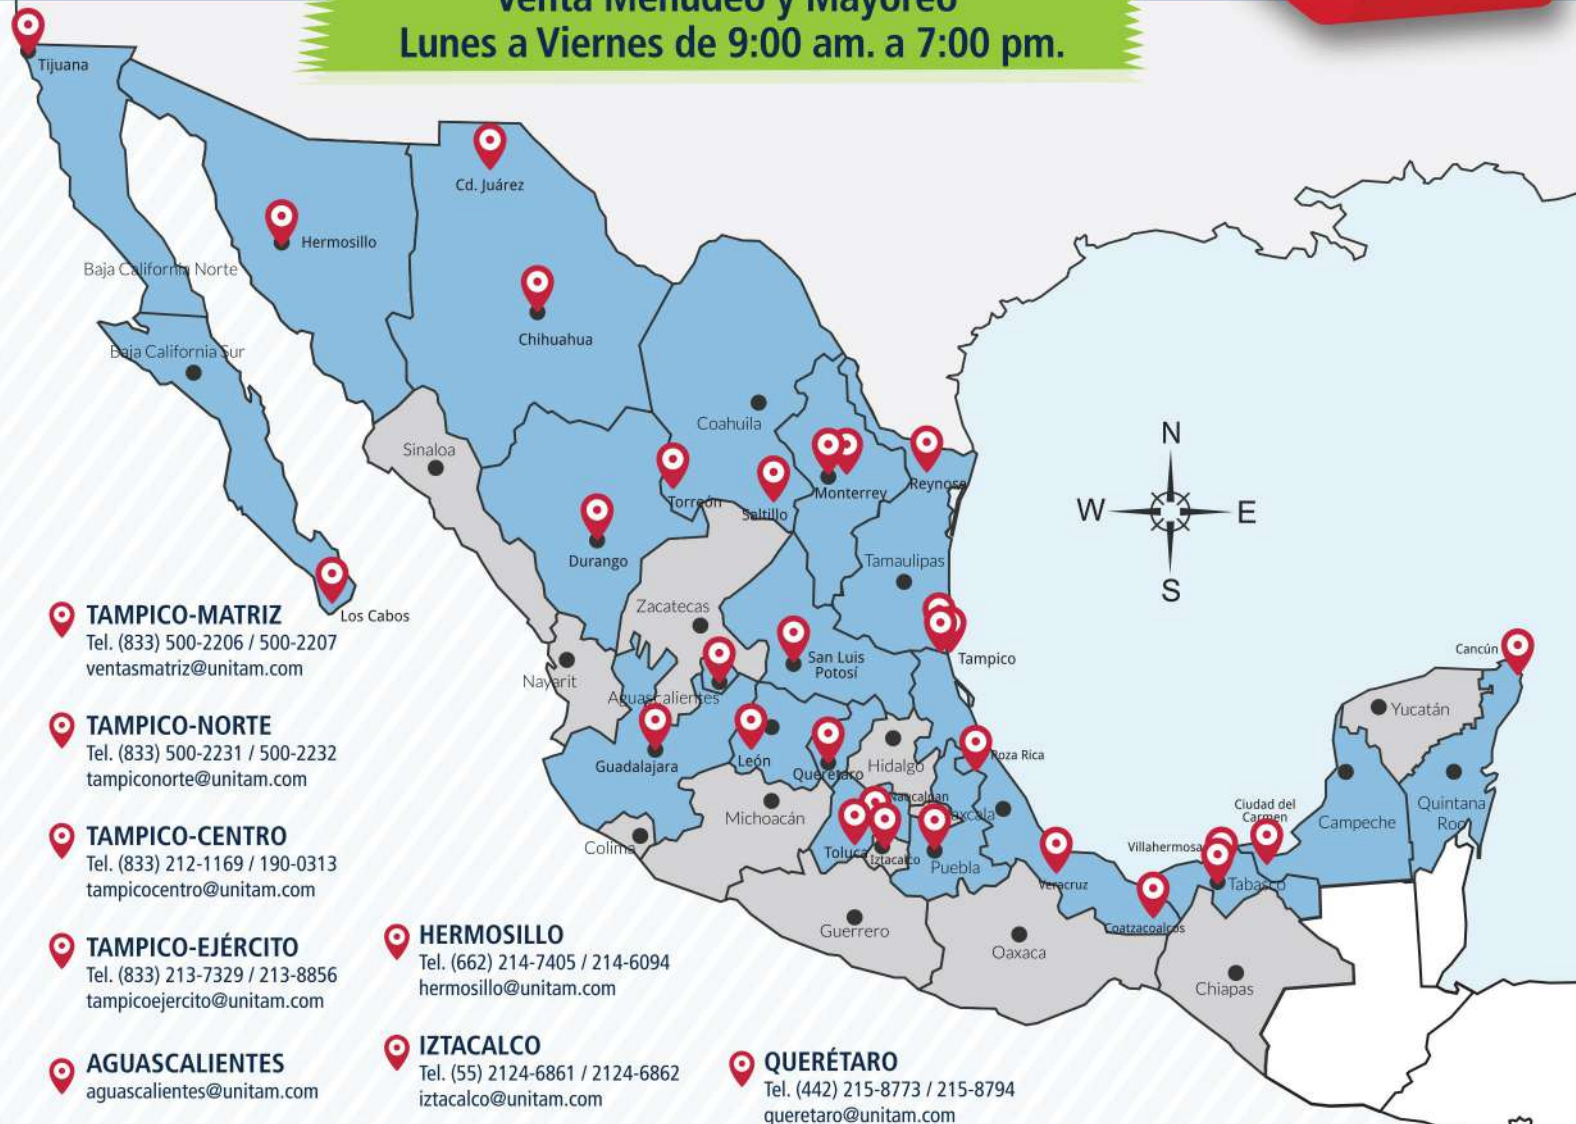 Venta Menudeo y Mayoreo
Lunes a Viernes de 9:00 am. a 7:00 pm.
Tijuana
Cd. Juárez
Hermosillo
Baja California Norte
Chihuahua
Baja California Sur
Coahuila
Sinaloa
Torreón
Saltillo
Monterrey
Reynosa
Durango
Tamaulipas
Zacatecas
Los Cabos
San Luis
Potosí
Tampico
Nayarit
Aguascalientes
Guadalajara
León
Querétaro
Hidalgo
Poza Rica
Naucalpan
Michoacán
Colima
Toluca
Iztacalco
Puebla
Veracruz
Coatzacoalcos
Villahermosa
Ciudad del
Carmen
Tabasco
Campeche
Quintana
Roo
Yucatán
Cancún
Guerrero
Oaxaca
Chiapas
N
W
E
S
TAMPICO-MATRIZ
Tel. (833) 500-2206 / 500-2207
ventasmatriz@unitam.com
TAMPICO-NORTE
Tel. (833) 500-2231 / 500-2232
tampiconorte@unitam.com
TAMPICO-CENTRO
Tel. (833) 212-1169 / 190-0313
tampicocentro@unitam.com
TAMPICO-EJÉRCITO
Tel. (833) 213-7329 / 213-8856
tampicoejercito@unitam.com
AGUASCALIENTES
aguascalientes@unitam.com
HERMOSILLO
Tel. (662) 214-7405 / 214-6094
hermosillo@unitam.com
IZTACALCO
Tel. (55) 2124-6861 / 2124-6862
iztacalco@unitam.com
QUERÉTARO
Tel. (442) 215-8773 / 215-8794
queretaro@unitam.com